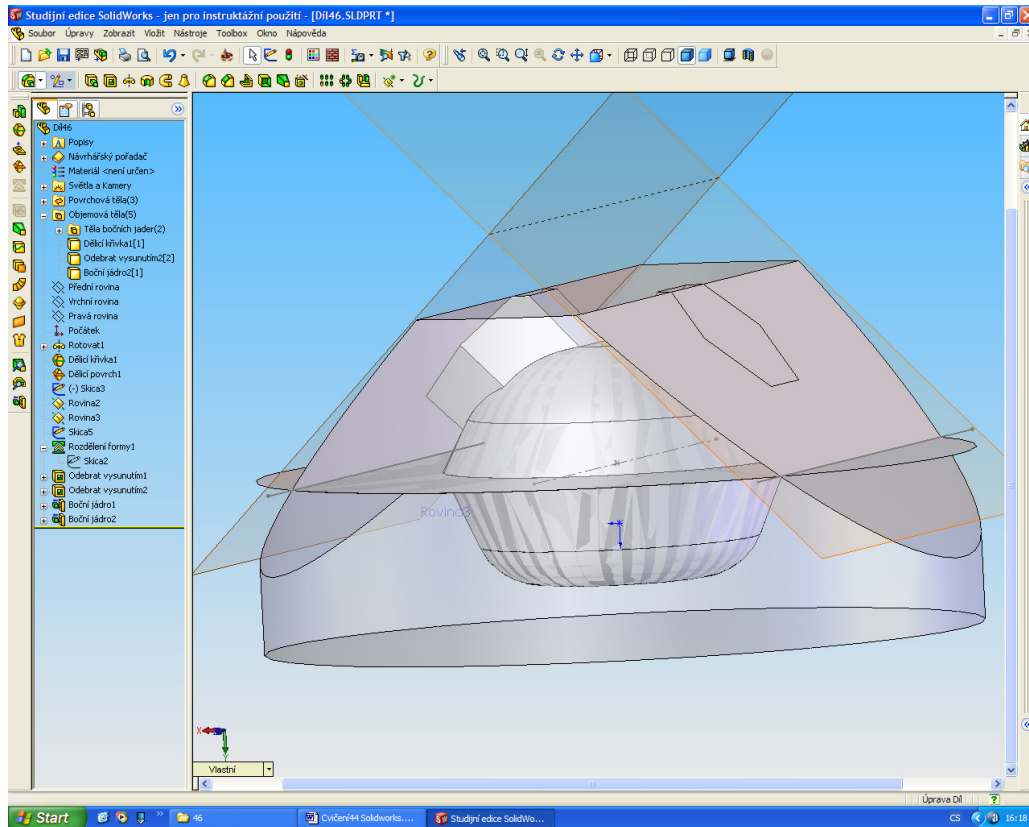 Studijní edice SolidWorks - jen pro instruktážní použití - [Díl46.SLDPRT *]
Soubor Úpravy Zobrazit Vložit Nástroje Toolbox Okno Nápověda
Díl46
Popisy
Návrhářský pořadač
Materiál <není určen>
Světla a Kamery
Povrchová těla(3)
Objemová těla(5)
Těla bočních jader(2)
Dělicí křivka1[1]
Odebrat vysunutím2[2]
Boční jádro2[1]
Přední rovina
Vrchní rovina
Pravá rovina
Počátek
Rotovat1
Dělicí křivka1
Dělicí povrch1
(-) Skica3
Rovina2
Rovina3
Skica5
Rozdělení formy1
Skica2
Odebrat vysunutím1
Odebrat vysunutím2
Boční jádro1
Boční jádro2
Rovina3
X
Y
Vlastní
Úprava Díl
Start
46
Cvičení44 Solidworks....
Studijní edice SolidWo...
CS
16:18